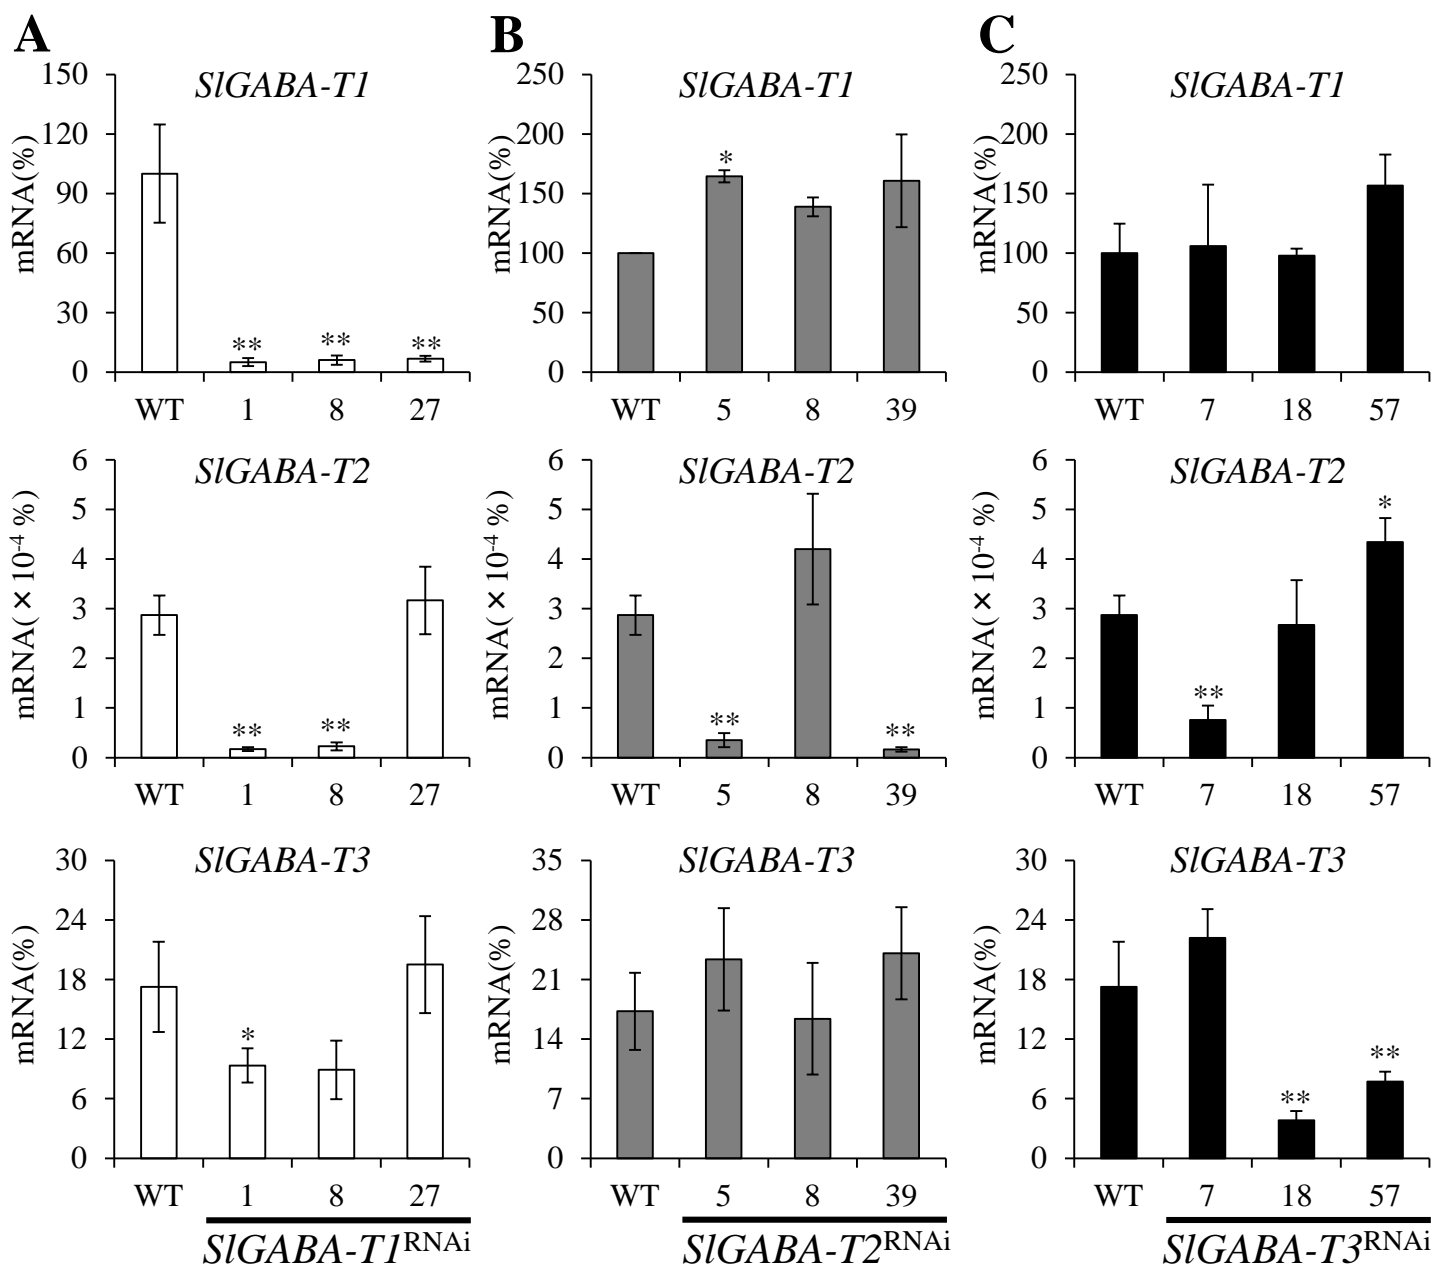 A
SlGABA-T1
mRNA(%)
150
120
90
60
30
0
**
**
**
WT 1 8 27
SlGABA-T2
mRNA( × 10-4 %)
6
5
4
3
2
1
0
**
**
WT 1 8 27
SlGABA-T3
mRNA(%)
30
24
18
12
6
0
*
WT 1 8 27
SlGABA-T1RNAi
B
SlGABA-T1
mRNA(%)
250
200
150
100
50
0
*
WT 5 8 39
SlGABA-T2
mRNA( × 10-4 %)
6
5
4
3
2
1
0
**
**
WT 5 8 39
SlGABA-T3
mRNA(%)
35
28
21
14
7
0
WT 5 8 39
SlGABA-T2RNAi
C
SlGABA-T1
mRNA(%)
250
200
150
100
50
0
WT 7 18 57
SlGABA-T2
mRNA( × 10-4 %)
6
5
4
3
2
1
0
**
*
WT 7 18 57
SlGABA-T3
mRNA(%)
30
24
18
12
6
0
**
**
WT 7 18 57
SlGABA-T3RNAi